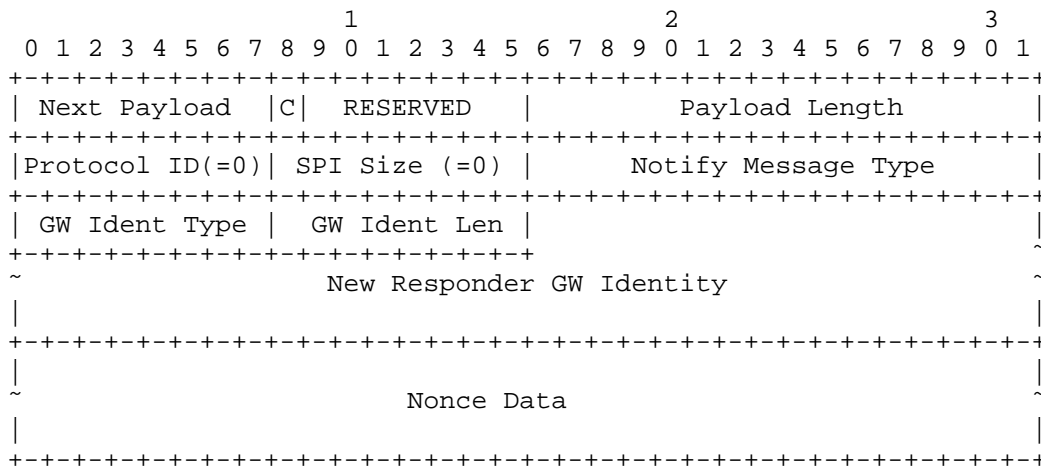 1                   2                   3
 0 1 2 3 4 5 6 7 8 9 0 1 2 3 4 5 6 7 8 9 0 1 2 3 4 5 6 7 8 9 0 1
+-+-+-+-+-+-+-+-+-+-+-+-+-+-+-+-+-+-+-+-+-+-+-+-+-+-+-+-+-+-+-+-+
| Next Payload  |C|  RESERVED   |         Payload Length        |
+-+-+-+-+-+-+-+-+-+-+-+-+-+-+-+-+-+-+-+-+-+-+-+-+-+-+-+-+-+-+-+-+
|Protocol ID(=0)| SPI Size (=0) |      Notify Message Type      |
+-+-+-+-+-+-+-+-+-+-+-+-+-+-+-+-+-+-+-+-+-+-+-+-+-+-+-+-+-+-+-+-+
| GW Ident Type |  GW Ident Len |                               |
+-+-+-+-+-+-+-+-+-+-+-+-+-+-+-+-+                               ~
~                   New Responder GW Identity                   ~
|                                                               |
+-+-+-+-+-+-+-+-+-+-+-+-+-+-+-+-+-+-+-+-+-+-+-+-+-+-+-+-+-+-+-+-+
|                                                               |
~                        Nonce Data                             ~
|                                                               |
+-+-+-+-+-+-+-+-+-+-+-+-+-+-+-+-+-+-+-+-+-+-+-+-+-+-+-+-+-+-+-+-+